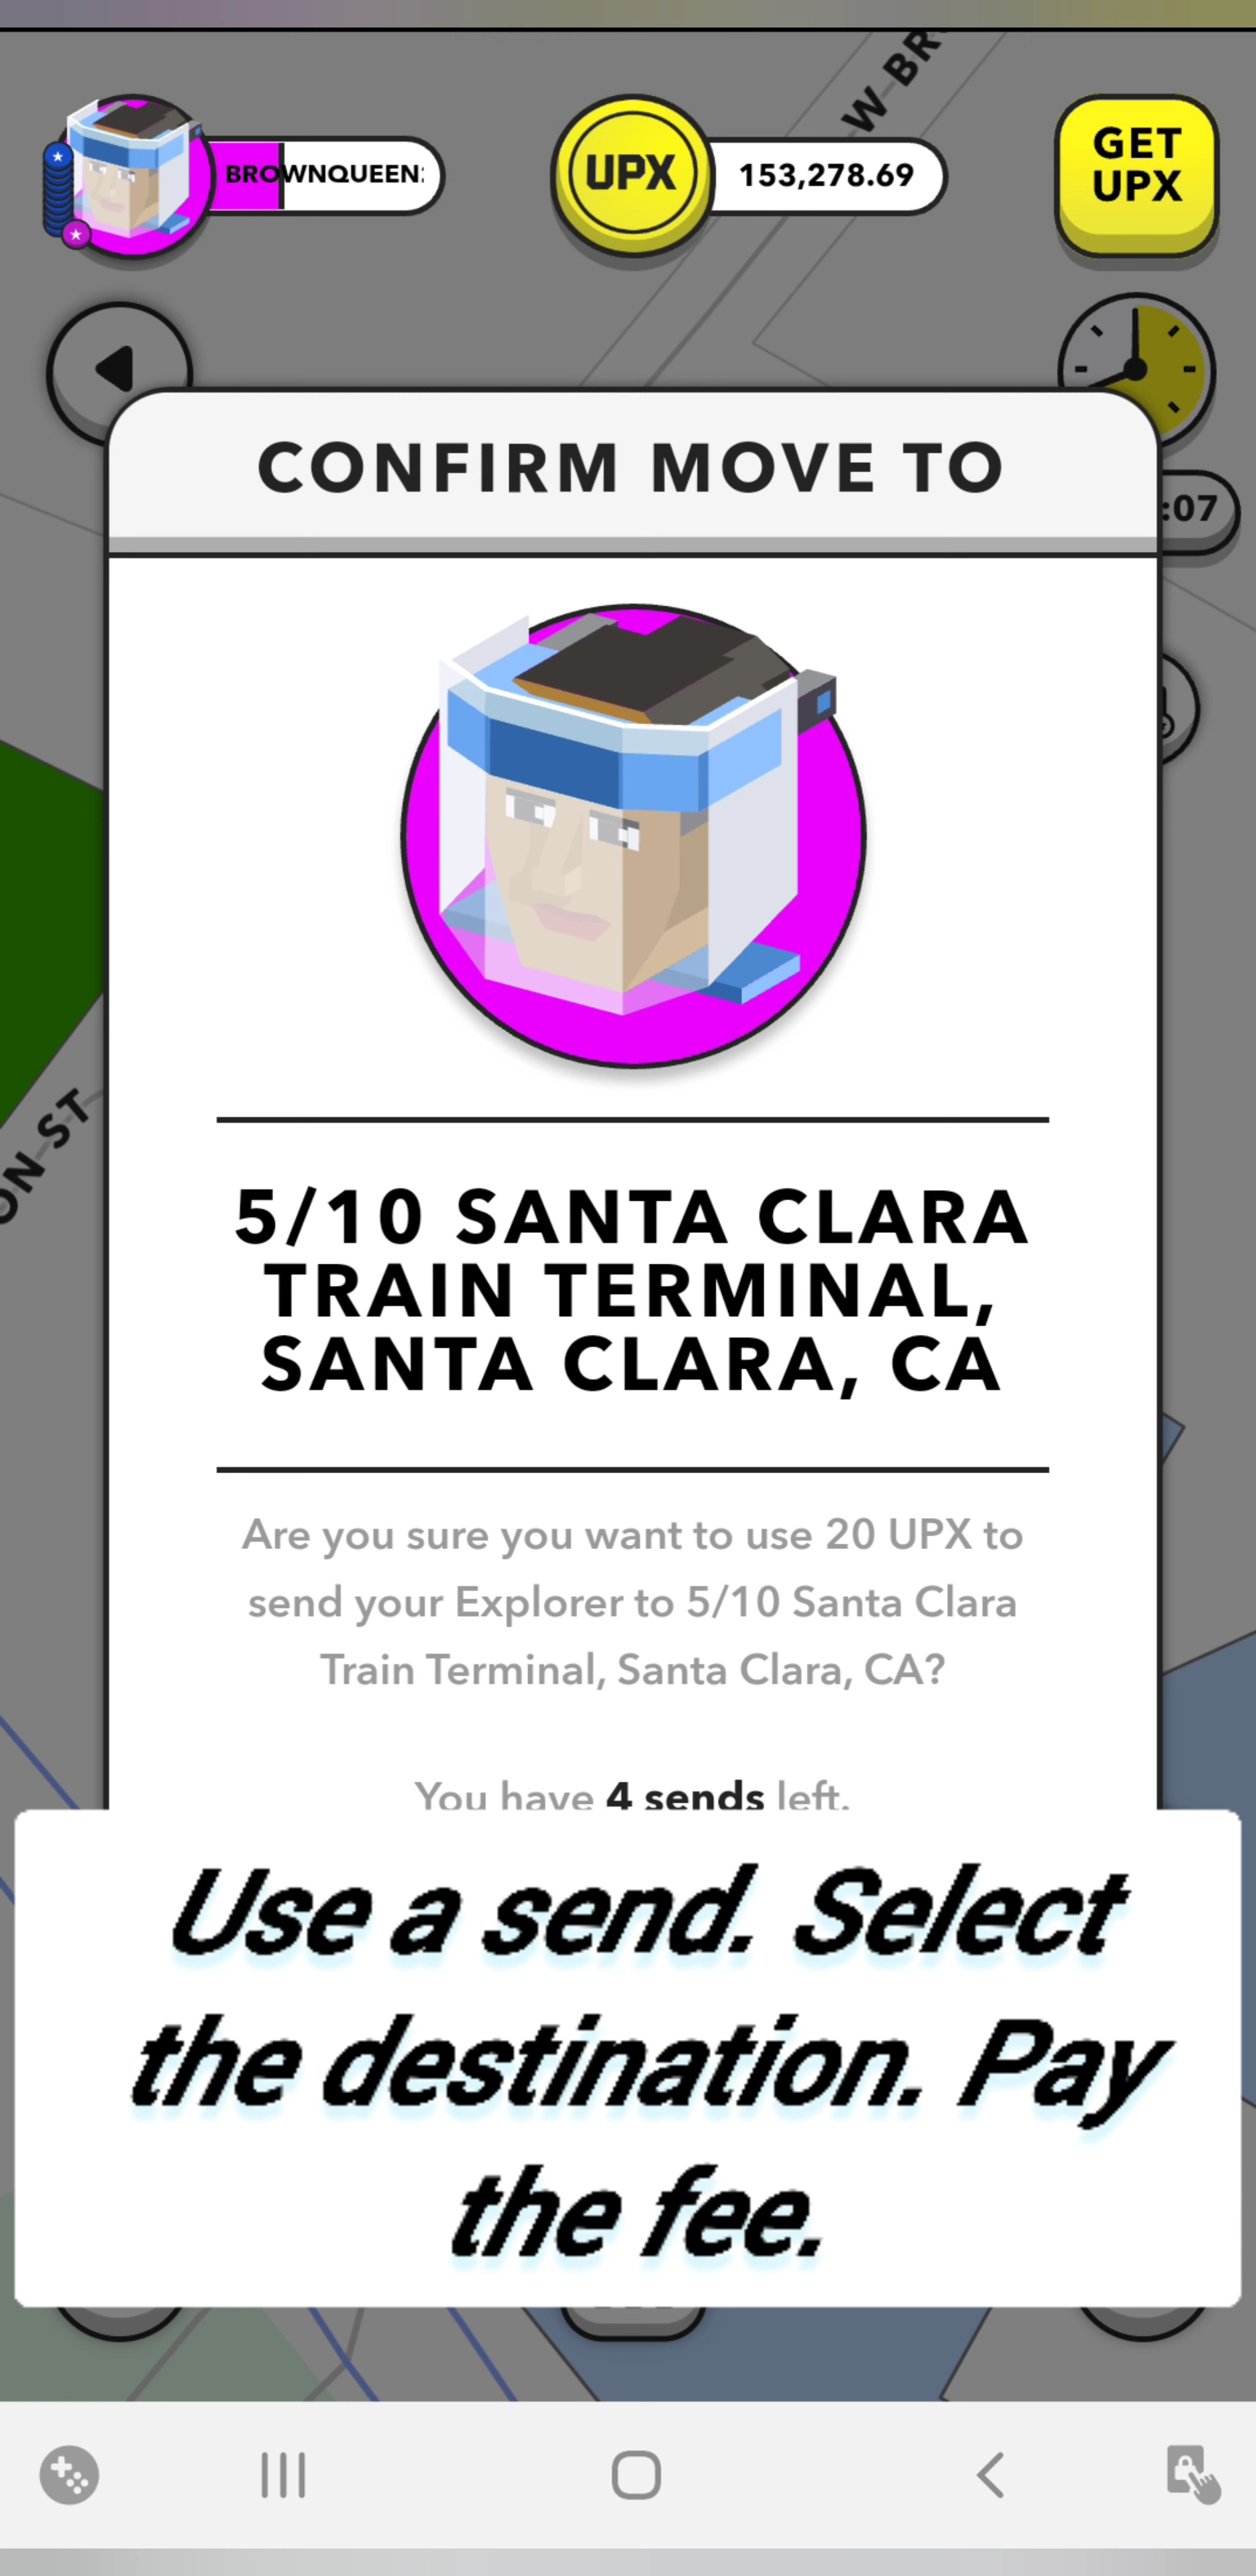 W BR
BROWNQUEEN
UPX
153,278.69
GET
UPX
:07
CONFIRM MOVE TO
ON ST
5/10 SANTA CLARA
TRAIN TERMINAL,
SANTA CLARA, CA
Are you sure you want to use 20 UPX to
send your Explorer to 5/10 Santa Clara
Train Terminal, Santa Clara, CA?
You have 4 sends left.
Use a send. Select
the destination. Pay
the fee.